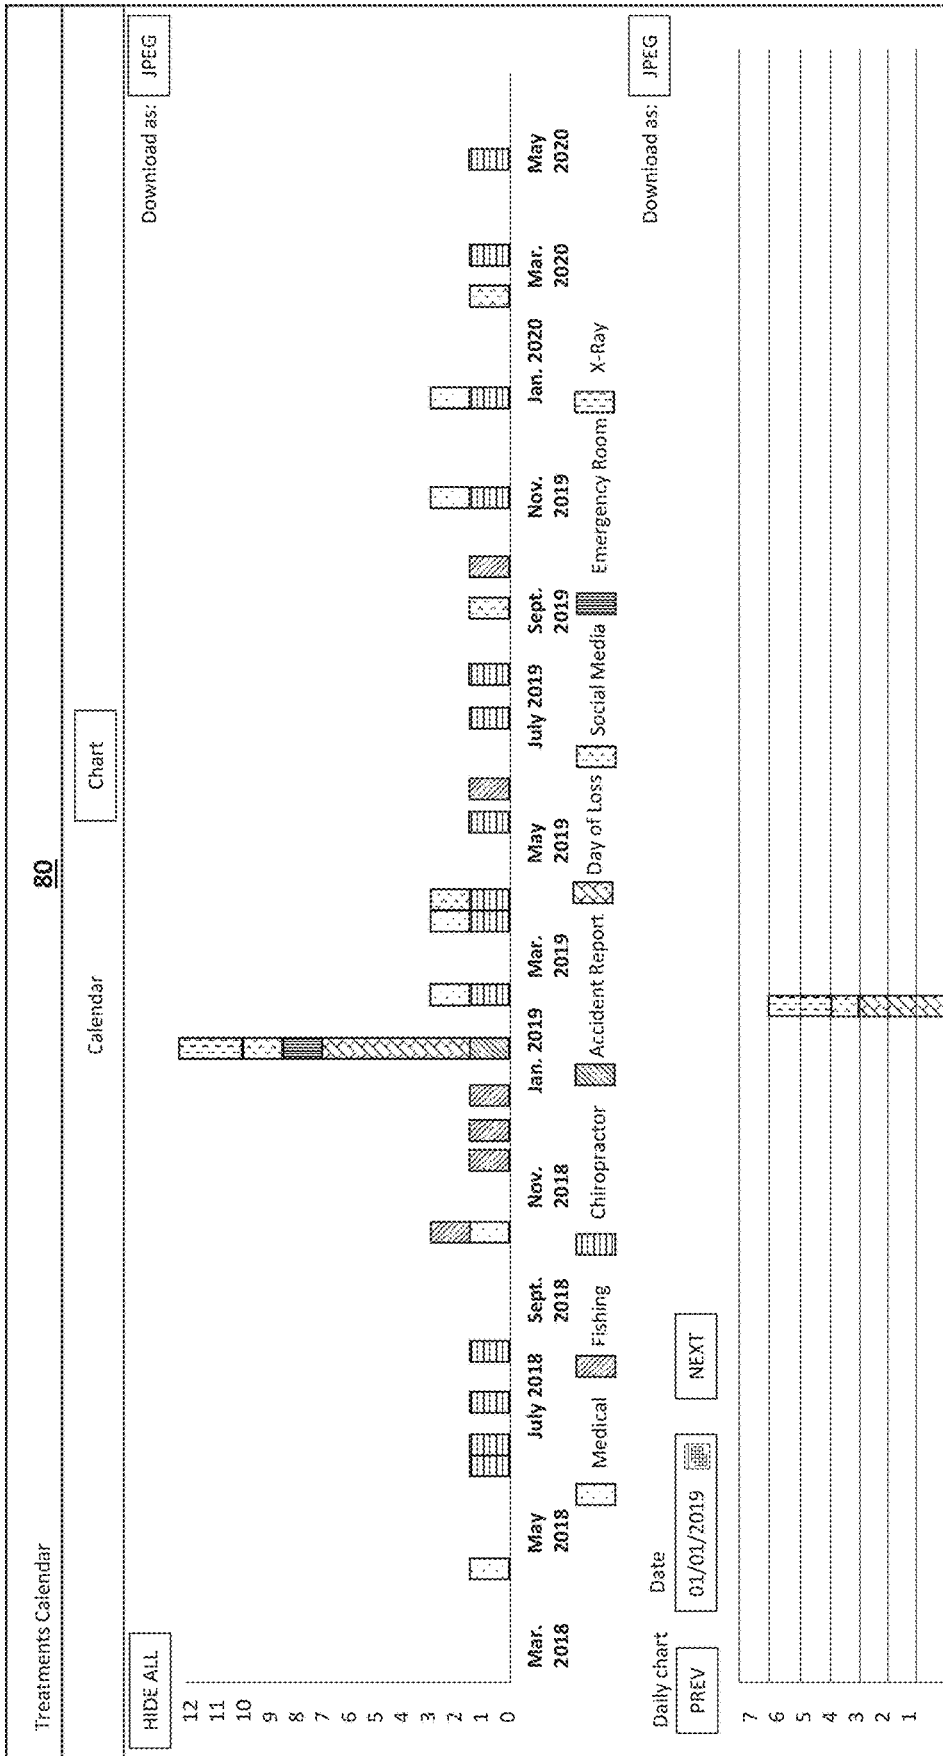 Treatments Calendar
80
Calendar
Chart
HIDE ALL
Download as:
JPEG
12
11
10
9
8
7
6
5
4
3
2
1
0
Mar. 2018
May 2018
July 2018
Sept. 2018
Nov. 2018
Jan. 2019
Mar. 2019
May 2019
July 2019
Sept. 2019
Nov. 2019
Jan. 2020
Mar. 2020
May 2020
Medical
Fishing
Chiropractor
Accident Report
Day of Loss
Social Media
Emergency Room
X-Ray
Daily chart
Date
Download as:
JPEG
PREV
01/01/2019
NEXT
7
6
5
4
3
2
1